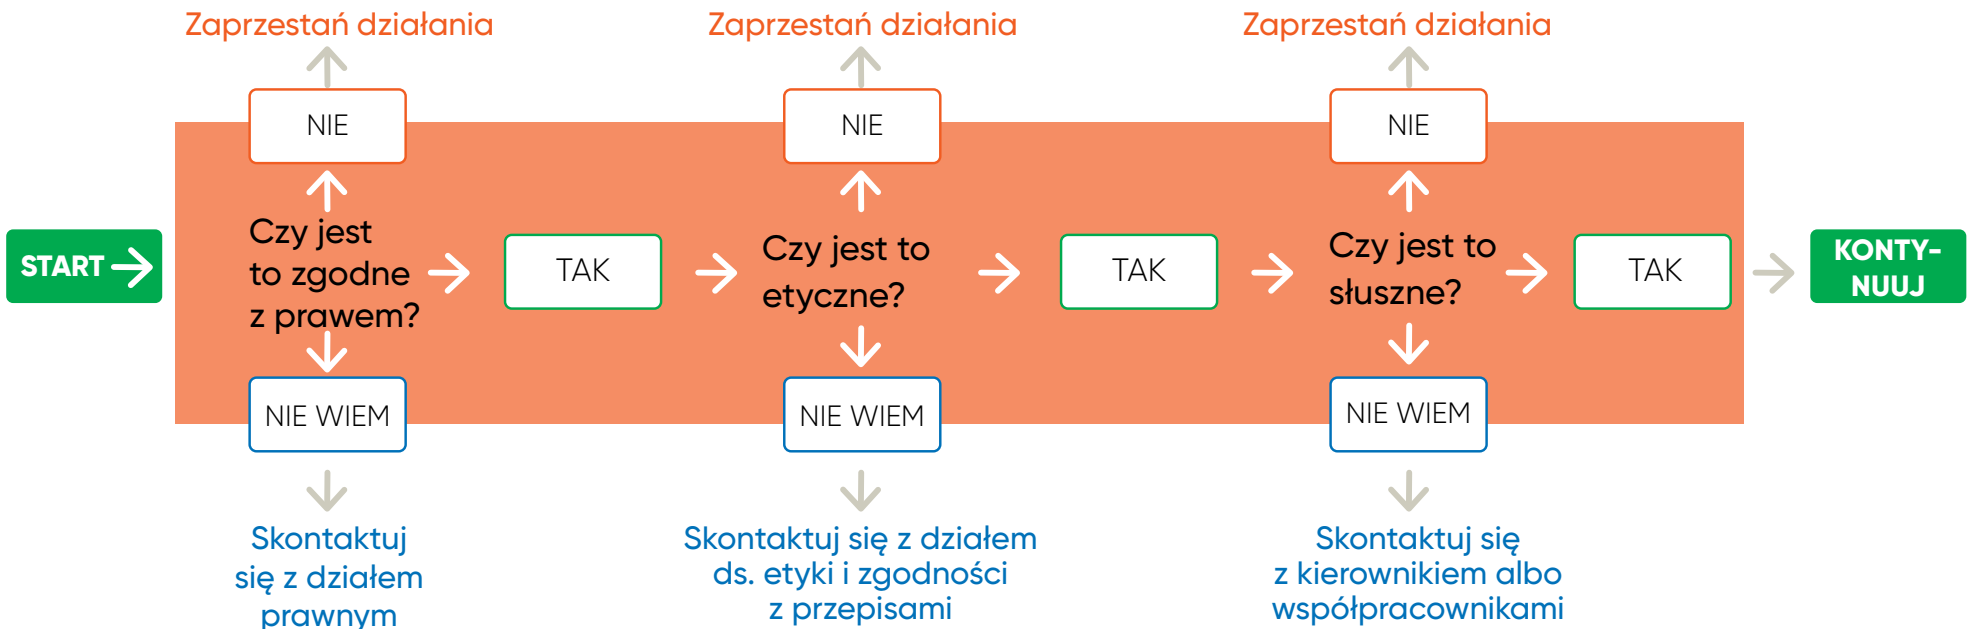 Zaprzestań działania
Zaprzestań działania
Zaprzestań działania
NIE
NIE
NIE
START
Czy jest
to zgodne
z prawem?
TAK
Czy jest to
etyczne?
TAK
Czy jest to
słuszne?
TAK
KONTY-
NUUJ
NIE WIEM
NIE WIEM
NIE WIEM
Skontaktuj
się z działem
prawnym
Skontaktuj się z działem
ds. etyki i zgodności
z przepisami
Skontaktuj się
z kierownikiem albo
współpracownikami